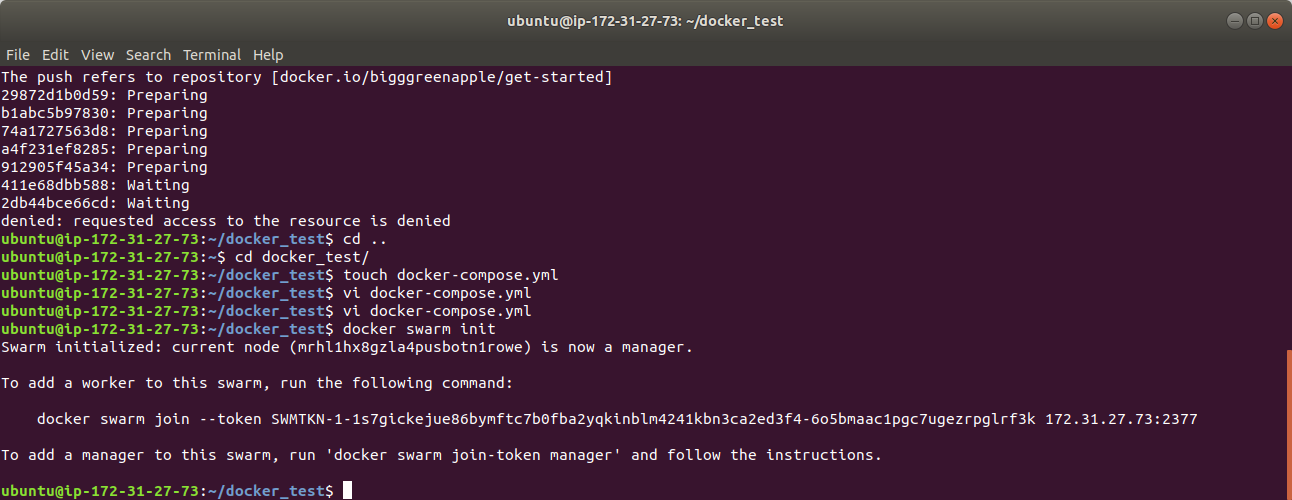 ubuntu@ip-172-31-27-73: ~/docker_test
File Edit View Search Terminal Help
The push refers to repository [docker.io/bigggreenapple/get-started]
29872d1b0d59: Preparing
b1abc5b97830: Preparing
74a1727563d8: Preparing
a4f231ef8285: Preparing
912905f45a34: Preparing
411e68dbb588: Waiting
2db44bce66cd: Waiting
denied: requested access to the resource is denied
ubuntu@ip-172-31-27-73:~/docker_test$ cd ..
ubuntu@ip-172-31-27-73:~$ cd docker_test/
ubuntu@ip-172-31-27-73:~/docker_test$ touch docker-compose.yml
ubuntu@ip-172-31-27-73:~/docker_test$ vi docker-compose.yml
ubuntu@ip-172-31-27-73:~/docker_test$ vi docker-compose.yml
ubuntu@ip-172-31-27-73:~/docker_test$ docker swarm init
Swarm initialized: current node (mrhl1hx8gzla4pusbotn1rowe) is now a manager.
To add a worker to this swarm, run the following command:
docker swarm join --token SWMTKN-1-1s7gickejue86bymftc7b0fba2yqkinblm4241kbn3ca2ed3f4-6o5bmaac1pgc7ugezrpglrf3k 172.31.27.73:2377
To add a manager to this swarm, run 'docker swarm join-token manager' and follow the instructions.
ubuntu@ip-172-31-27-73:~/docker_test$